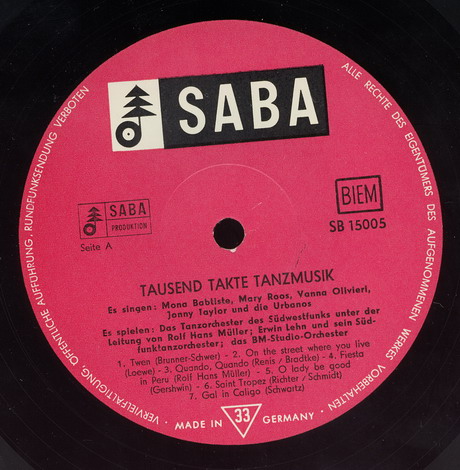 SABA
ALLE RECHTE DES EIGENTÜMERS DES AUFGENOMMENEN WERKES VORBEHALTEN · VERVIELFÄLTIGUNG, ÖFFENTLICHE AUFFÜHRUNG, RUNDFUNKSENDUNG VERBOTEN
SABA
PRODUKTION
Seite A
BIEM
SB 15005
TAUSEND TAKTE TANZMUSIK
Es singen: Mona Babtiste, Mary Roos, Vanna Olivieri,
Jenny Taylor und die Urbanos
Es spielen: Das Tanzorchester des Südwestfunks unter der
Leitung von Rolf Hans Müller; Erwin Lehn und sein Süd-
funktanzorchester; das BM-Studio-Orchester
1. Twen (Brunner-Schwer) - 2. On the street where you live
(Loewe) - 3. Quando, Quando (Renis / Bradtke) - 4. Fiesta
in Peru (Rolf Hans Müller) - 5. O lady be good
(Gershwin) - 6. Saint Tropez (Richter / Schmidt)
7. Gal in Calico (Schwartz)
MADE IN 33 GERMANY